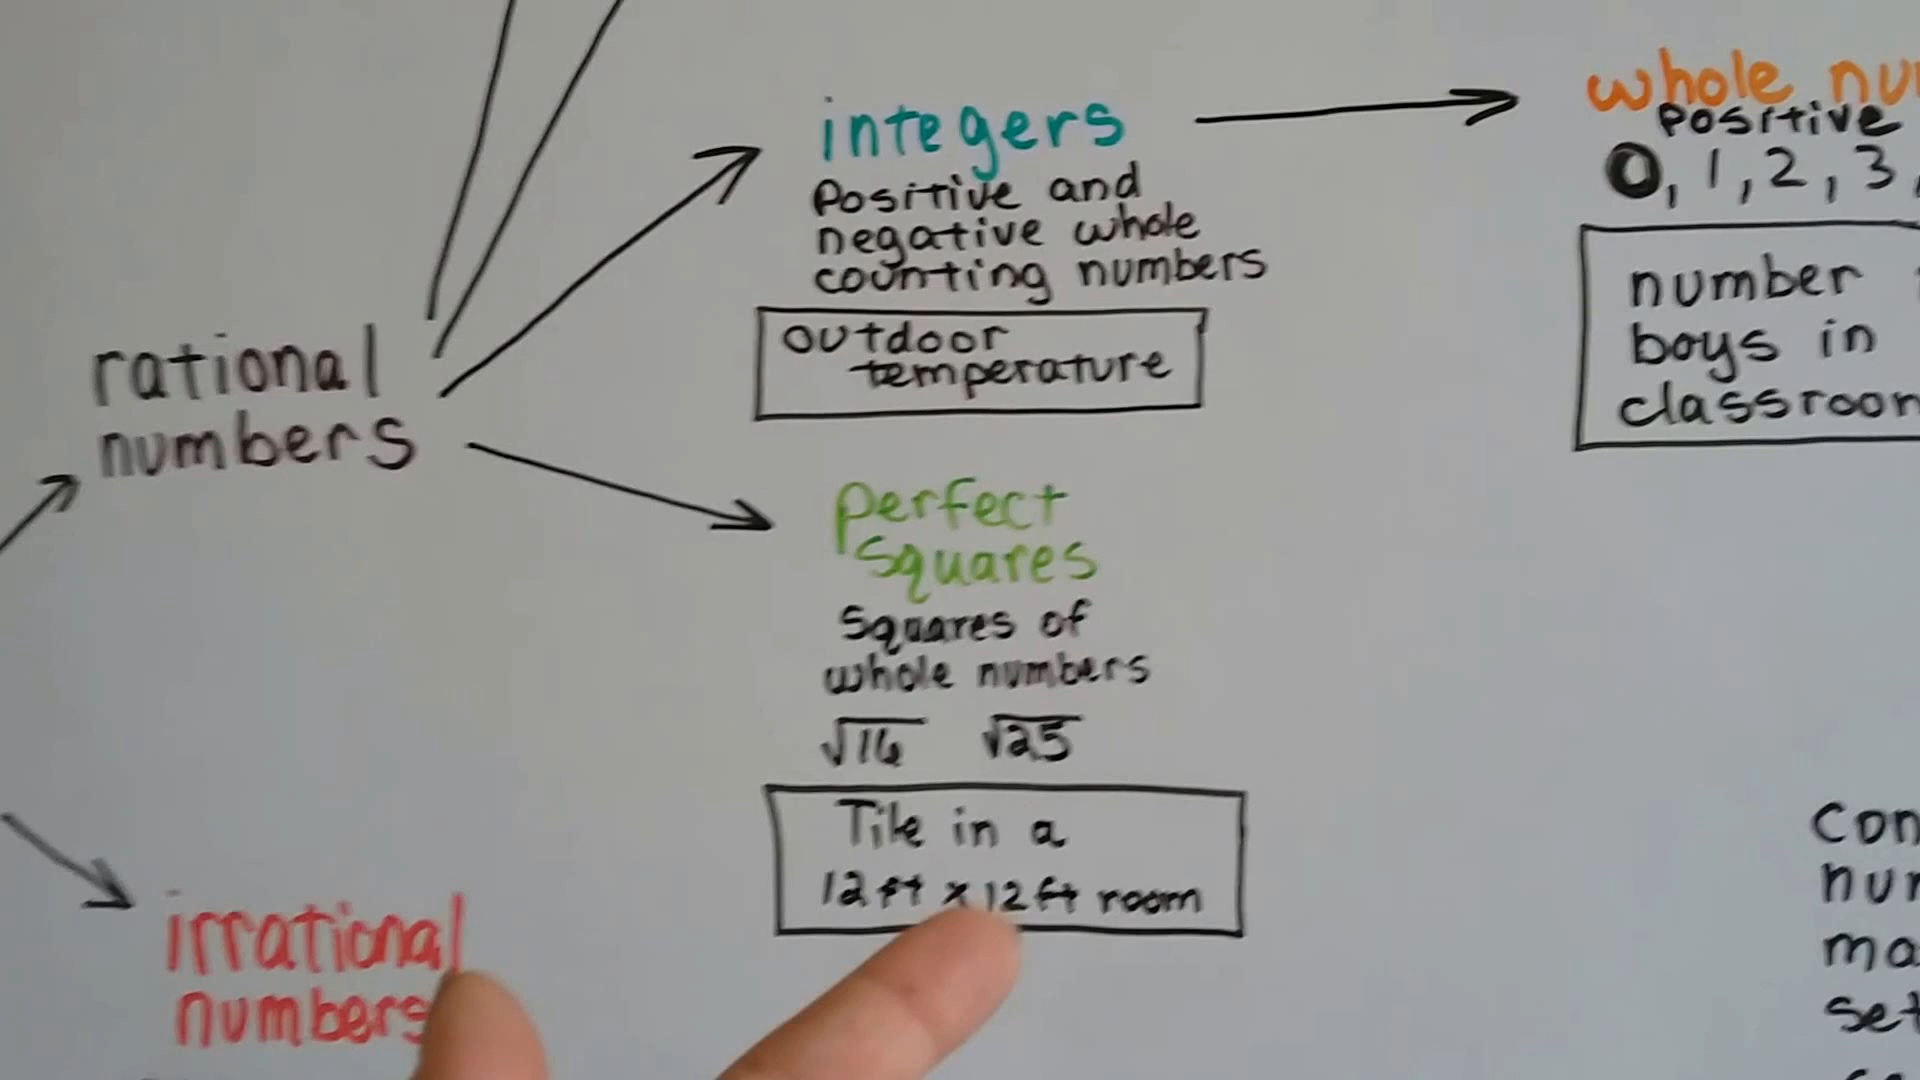 rational
numbers
integers
Positive and
negative whole
counting numbers
outdoor
temperature
whole
Positive
0, 1, 2, 3,
number
boys in
perfect
squares
Squares of
whole numbers
√16 √25
Tile in a
12 ft x 12 ft room
irrational
numbers